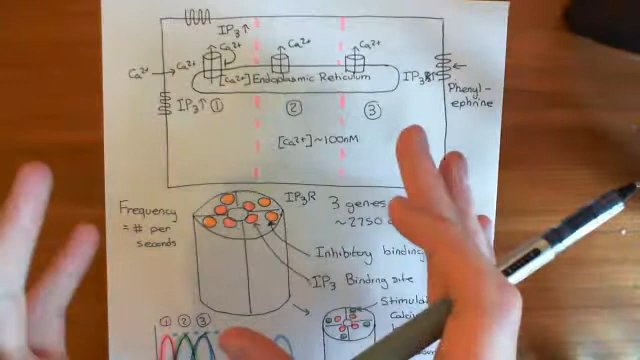 IP3↑
Ca2+ Ca2+ Ca2+
Ca2+ Ca2+
[Ca2+] Endoplasmic Reticulum
IP3↑ ① ② ③
Phenyl-
ephrine
[Ca2+]~100nM
Frequency
= # per
seconds
IP3R
3 genes
~2750
Inhibitory binding
IP3 Binding site
① ② ③